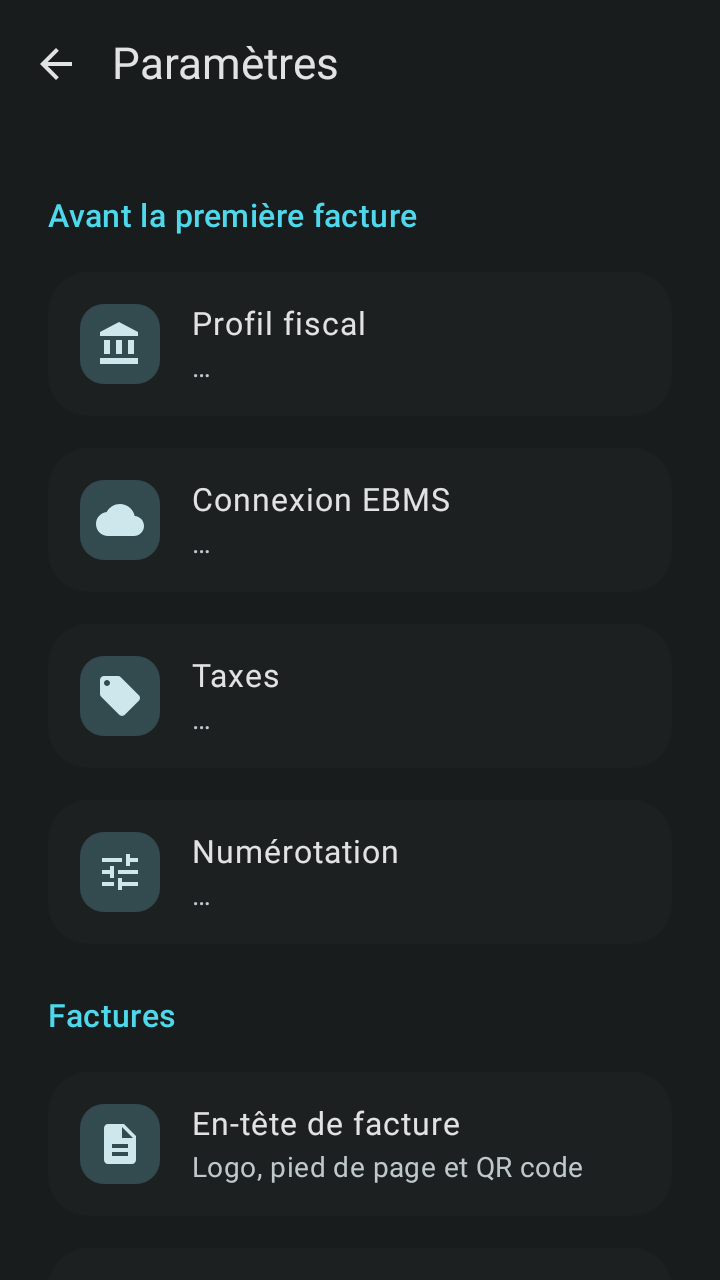 Paramètres
Avant la première facture
Profil fiscal
…
Connexion EBMS
…
Taxes
…
Numérotation
…
Factures
En-tête de facture
Logo, pied de page et QR code